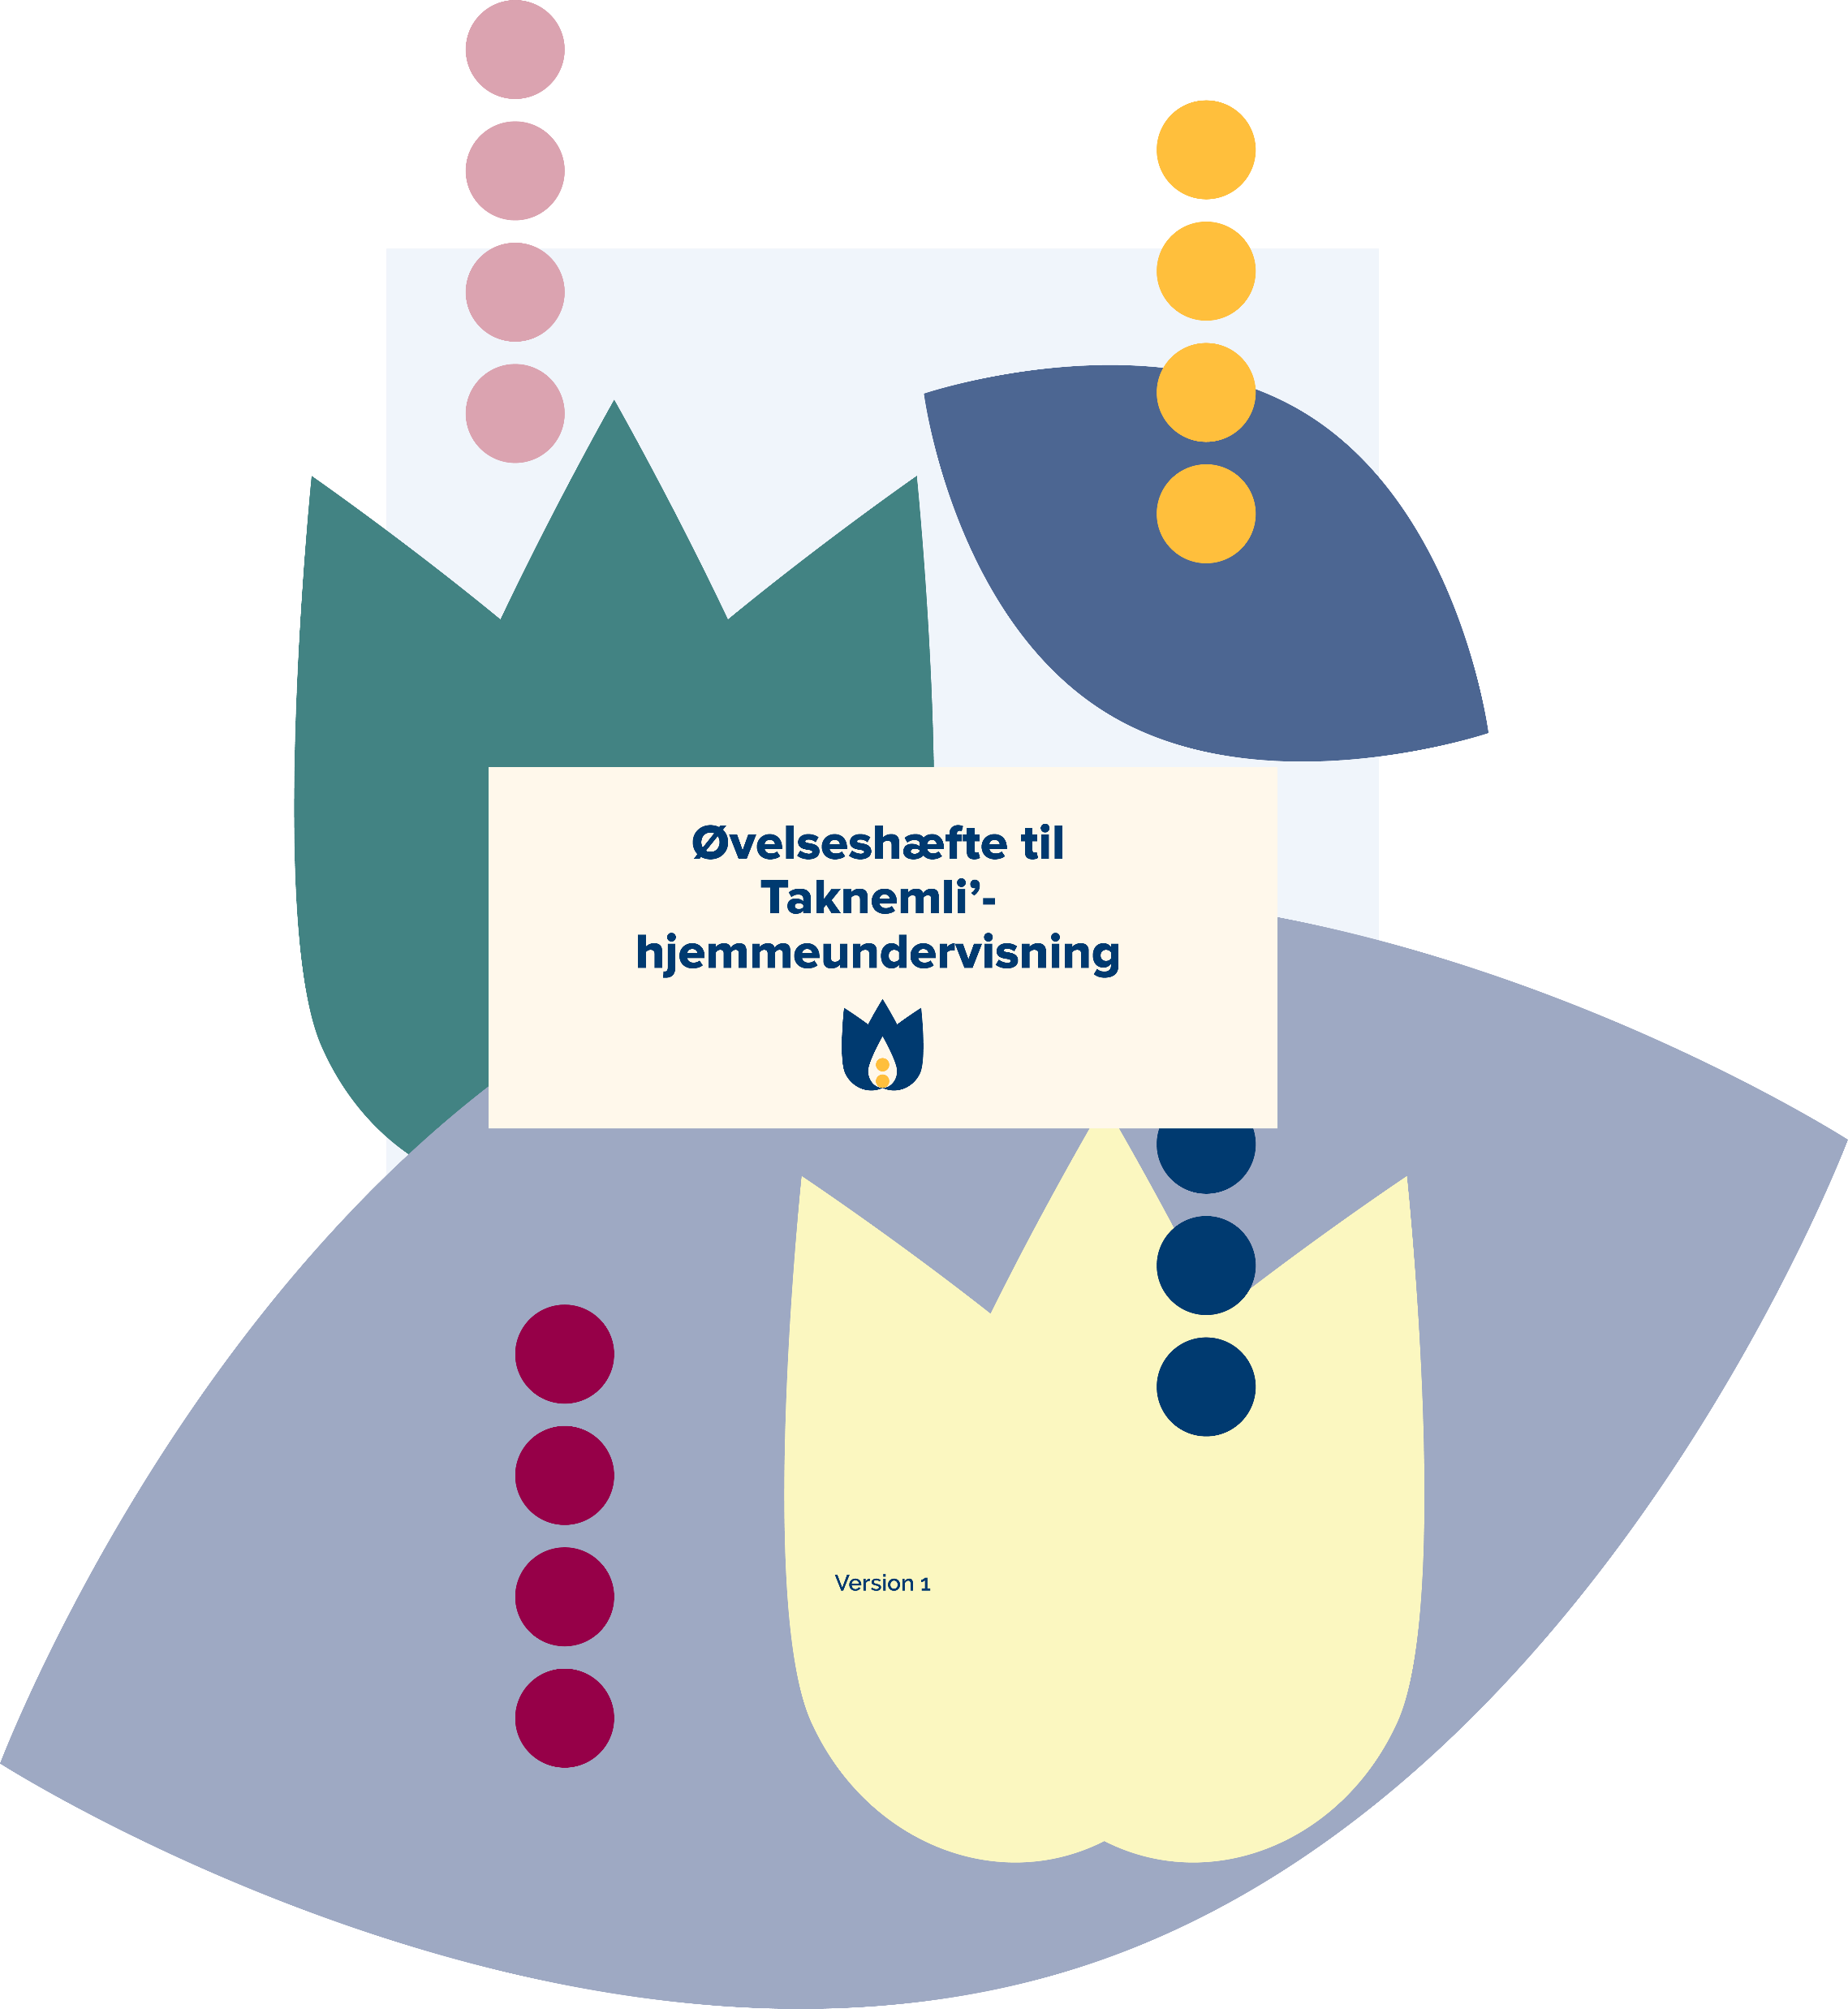 Øvelseshæfte til
Taknemli’-
hjemmeundervisning
Version 1